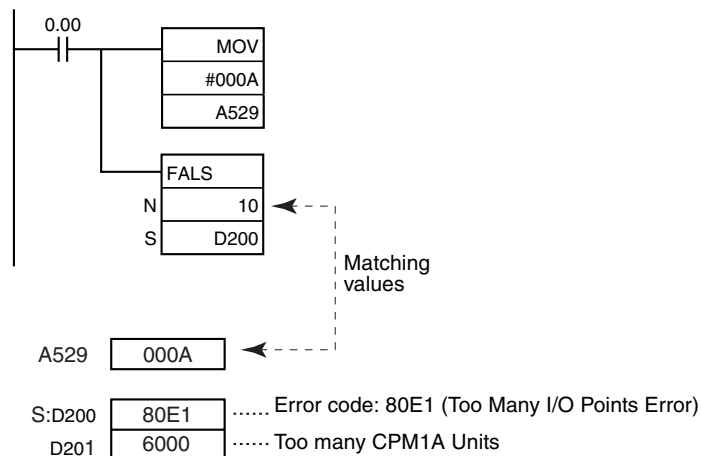 0.00
MOV
#000A
A529
FALS
N 10
S D200
Matching
values
A529 000A
S:D200 80E1 ...... Error code: 80E1 (Too Many I/O Points Error)
D201 6000 ...... Too many CPM1A Units